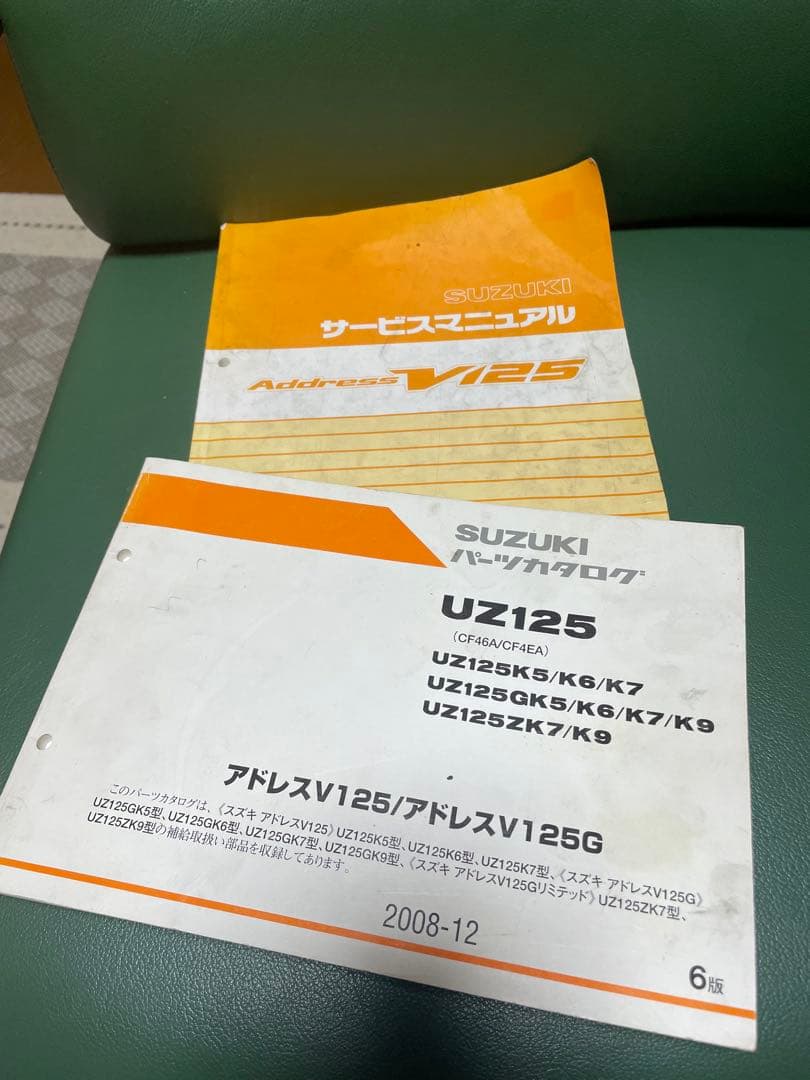 SUZUKI
サービスマニュアル
Address V125
SUZUKI
パーツカタログ
UZ125
(CF46A/CF4EA)
UZ125K5/K6/K7
UZ125GK5/K6/K7/K9
UZ125ZK7/K9
アドレスV125/アドレスV125G
このパーツカタログは、《スズキ アドレスV125》UZ125K5型、UZ125K6型、UZ125K7型、《スズキ アドレスV125G》
UZ125GK5型、UZ125GK6型、UZ125GK7型、UZ125GK9型、《スズキ アドレスV125Gリミテッド》UZ125ZK7型、
UZ125ZK9型の補給取扱い部品を収録してあります。
2008-12
6版